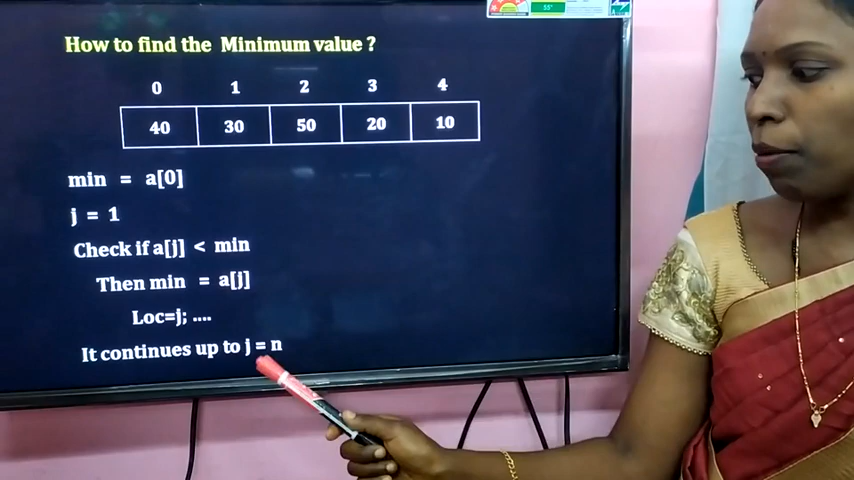 How to find the Minimum value ?
0 1 2 3 4
40 30 50 20 10
min = a[0]
j = 1
Check if a[j] < min
Then min = a[j]
Loc=j; ....
It continues up to j = n
55"